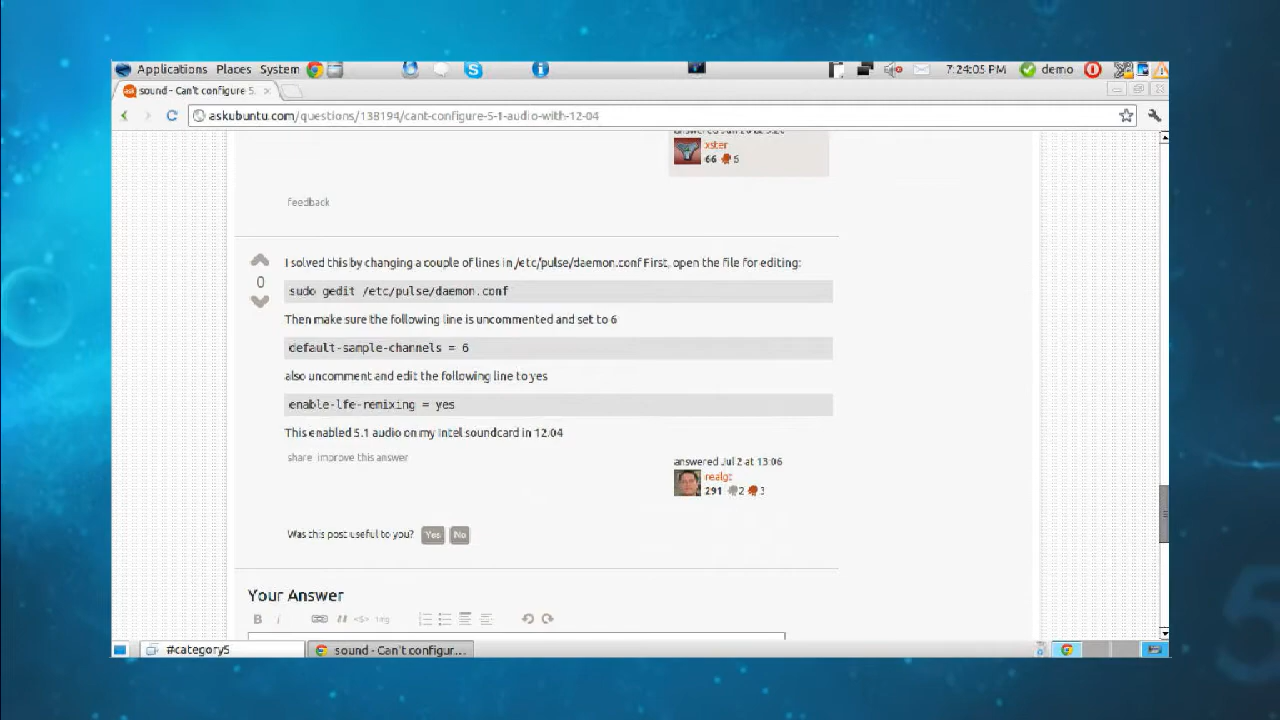 Applications Places System
7:24:05 PM demo
sound - Can't configure 5.
askubuntu.com/questions/138194/cant-configure-5-1-audio-with-12-04
xster
66 6
feedback
I solved this by changing a couple of lines in /etc/pulse/daemon.conf First, open the file for editing:
0
sudo gedit /etc/pulse/daemon.conf
Then make sure the following line is uncommented and set to 6
default-sample-channels = 6
also uncomment and edit the following line to yes
enable-lfe-remixing = yes
This enabled 5.1 audio on my Intel soundcard in 12.04
share improve this answer
answered Jul 2 at 13:06
realgt
291 2 3
Was this post useful to you? Yes No
Your Answer
B I
#category5
sound - Can't configur...